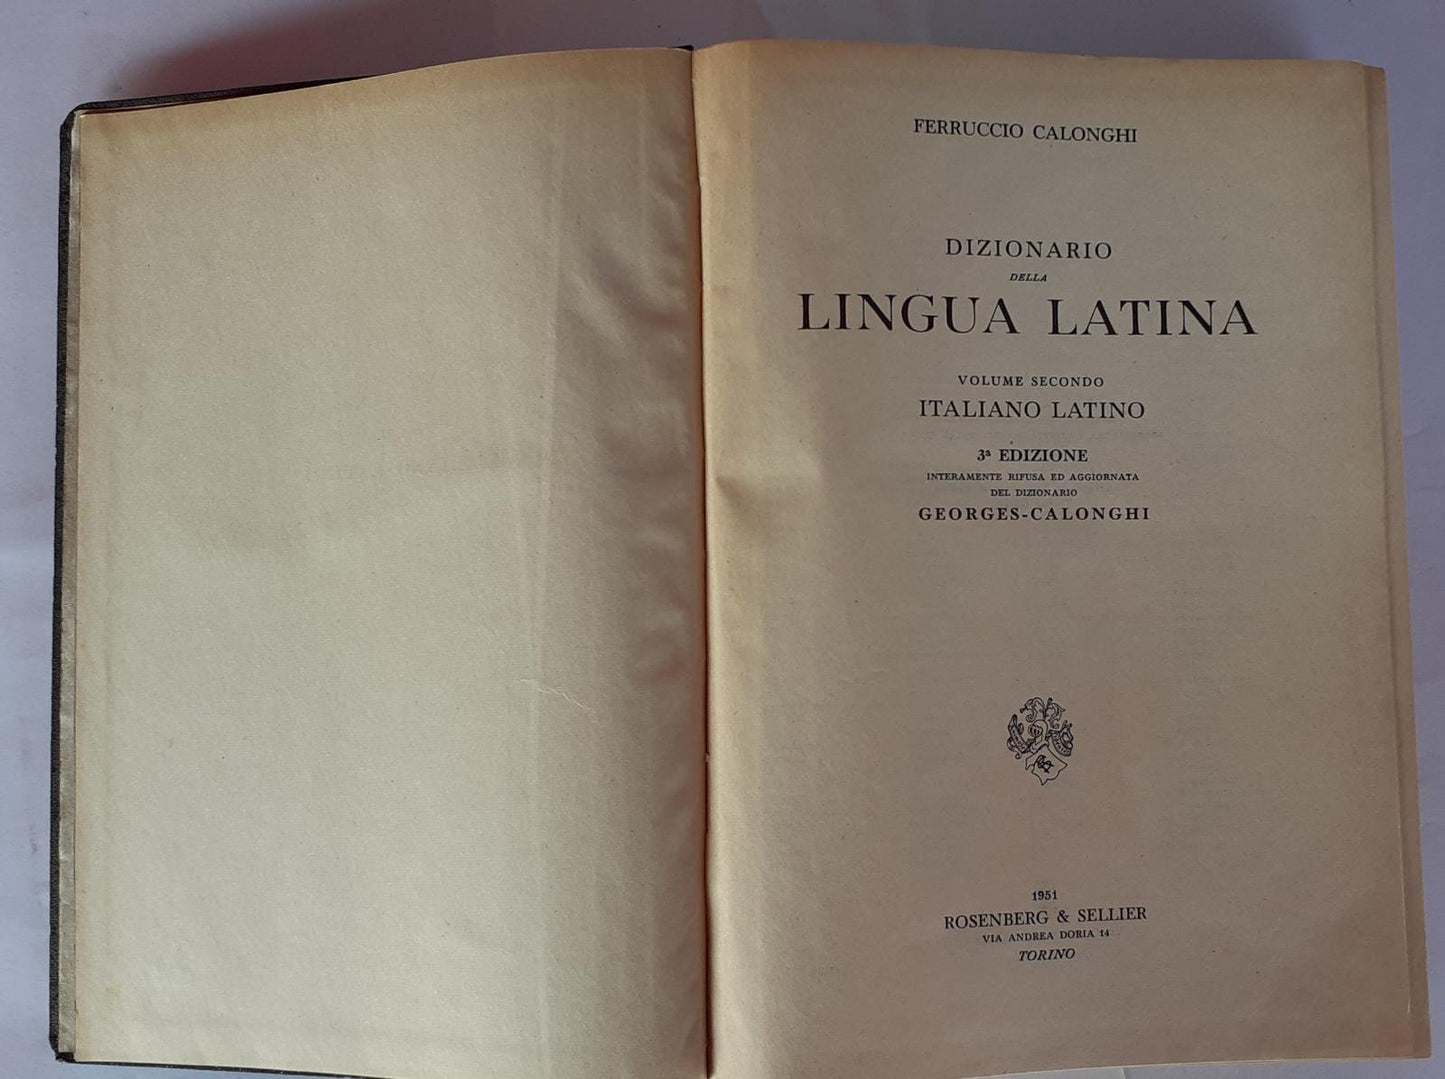 FERRUCCIO CALONGHI
DIZIONARIO
DELLA
LINGUA LATINA
VOLUME SECONDO
ITALIANO LATINO
3ª EDIZIONE
INTERAMENTE RIFUSA ED AGGIORNATA
DEL DIZIONARIO
GEORGES-CALONGHI
1951
ROSENBERG & SELLIER
VIA ANDREA DORIA 14
TORINO